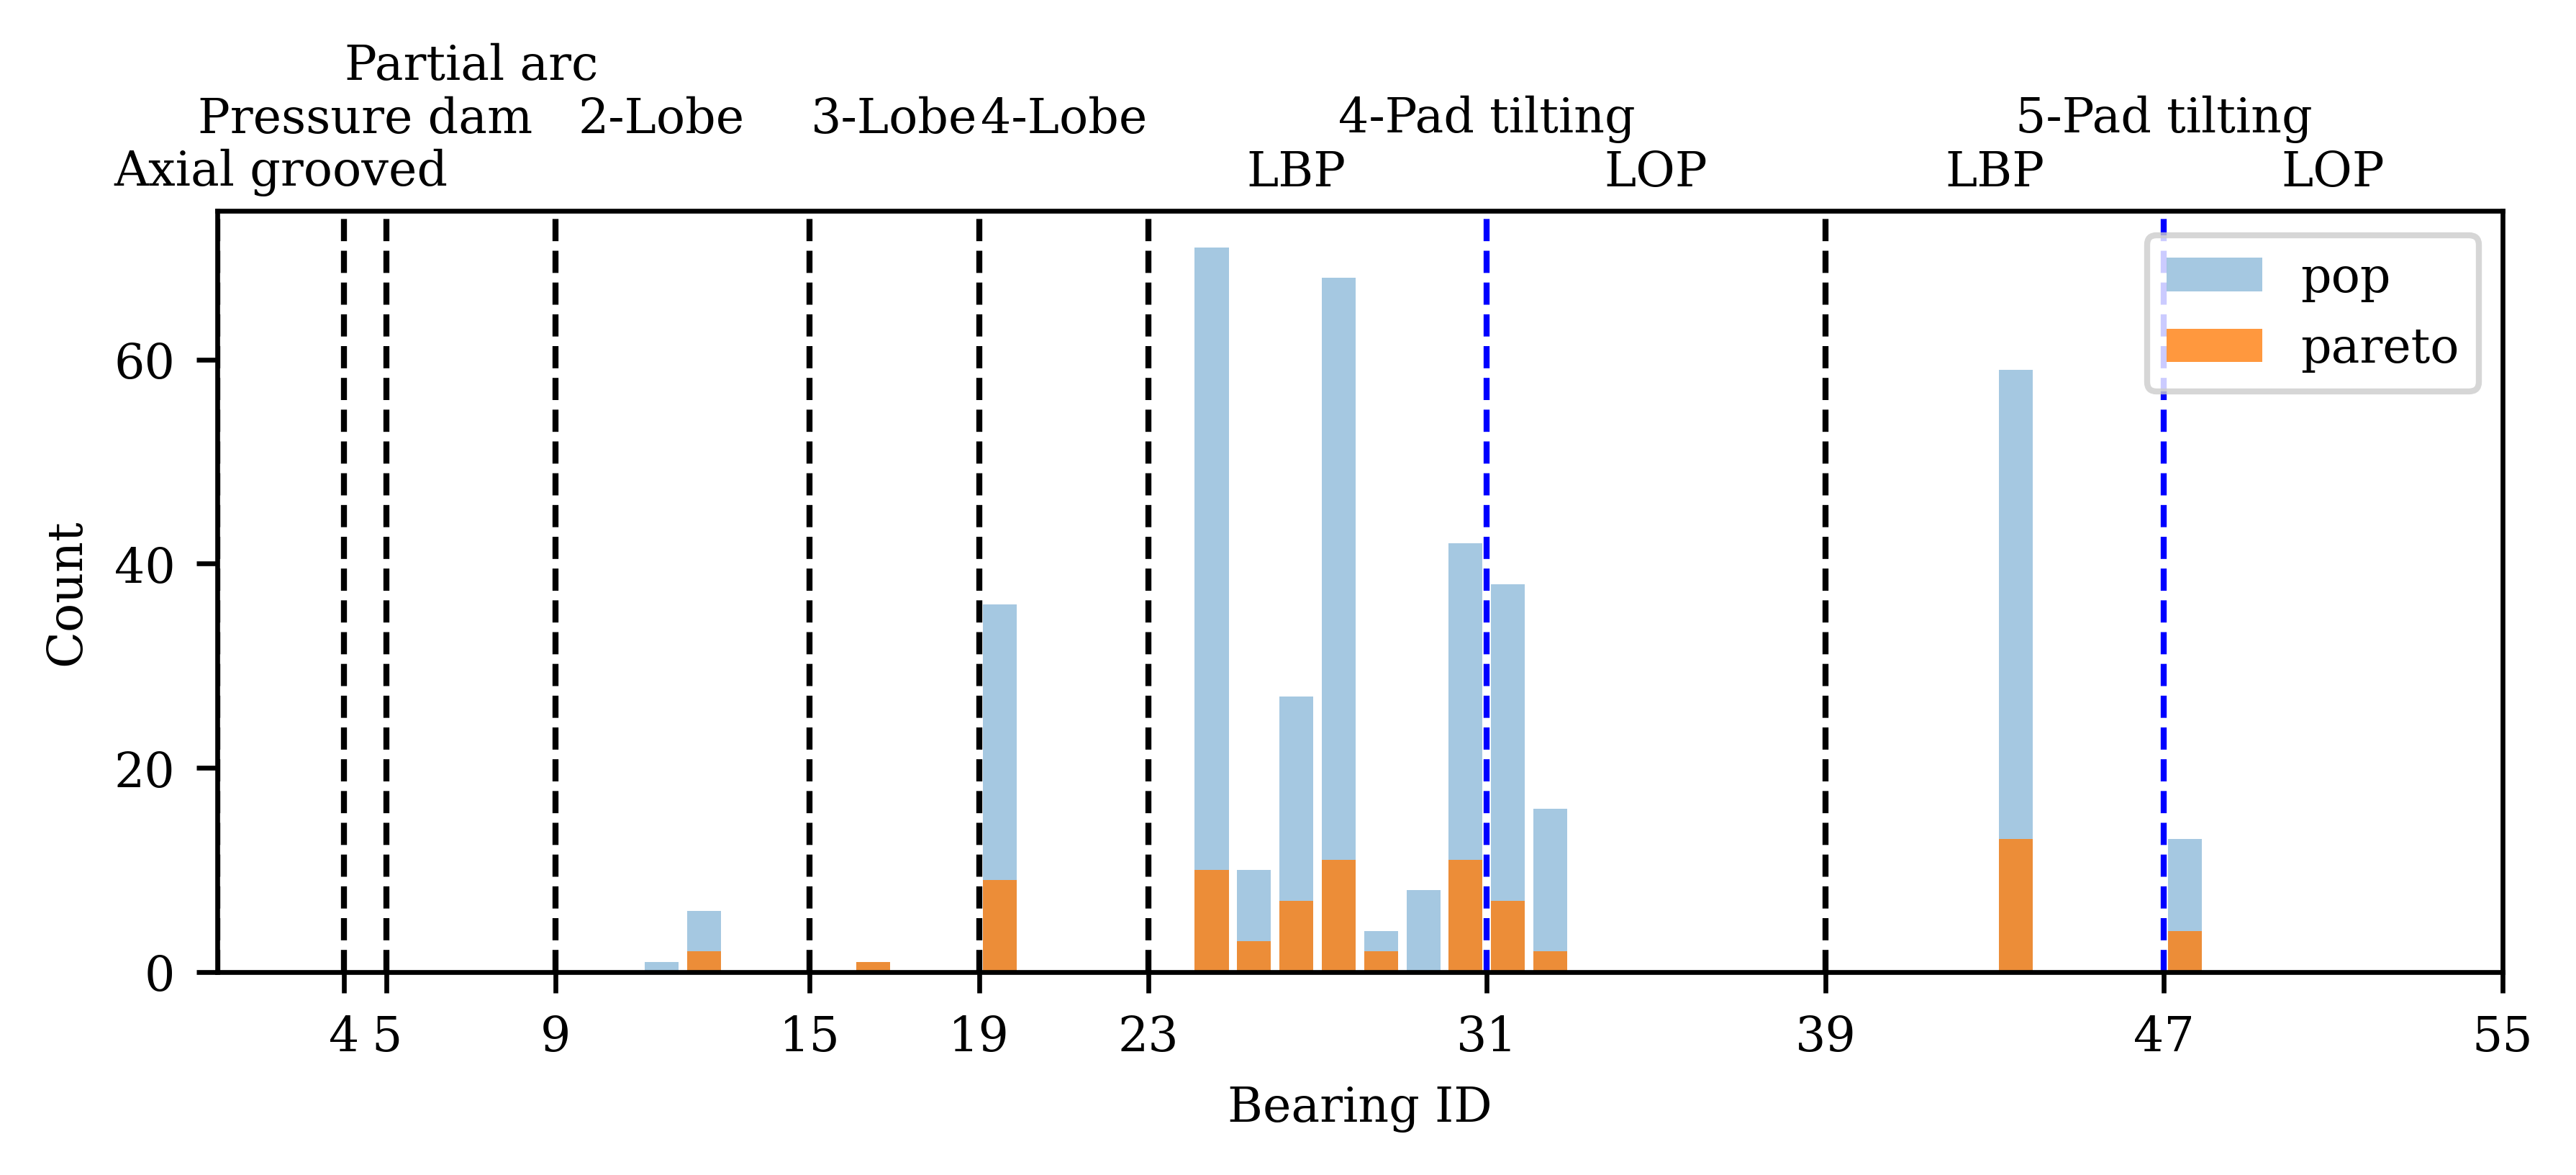 Partial arc
Pressure dam 2-Lobe 3-Lobe 4-Lobe 4-Pad tilting 5-Pad tilting
Axial grooved LBP LOP LBP LOP
pop
pareto
60
40
20
0
Count
4 5 9 15 19 23 31 39 47 55
Bearing ID